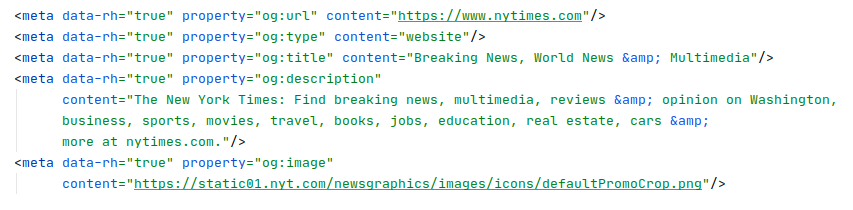 <meta data-rh="true" property="og:url" content="https://www.nytimes.com"/>
<meta data-rh="true" property="og:type" content="website"/>
<meta data-rh="true" property="og:title" content="Breaking News, World News &amp; Multimedia"/>
<meta data-rh="true" property="og:description"
content="The New York Times: Find breaking news, multimedia, reviews &amp; opinion on Washington,
business, sports, movies, travel, books, jobs, education, real estate, cars &amp;
more at nytimes.com."/>
<meta data-rh="true" property="og:image"
content="https://static01.nyt.com/newsgraphics/images/icons/defaultPromoCrop.png"/>